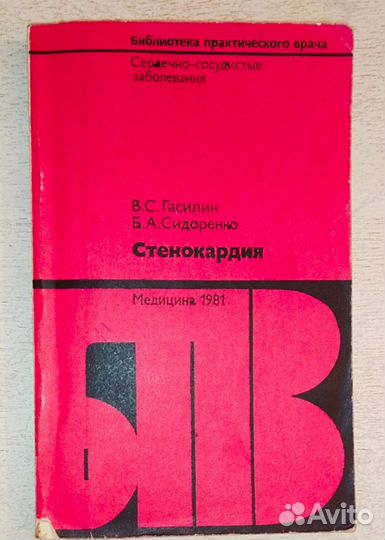 Библиотека практического врача
Сердечно-сосудистые
заболевания
В.С. Гасилин
Б.А. Сидоренко
Стенокардия
Медицина 1981
БПВ
Avito